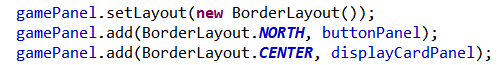 gamePanel.setLayout(new BorderLayout());
gamePanel.add(BorderLayout.NORTH, buttonPanel);
gamePanel.add(BorderLayout.CENTER, displayCardPanel);